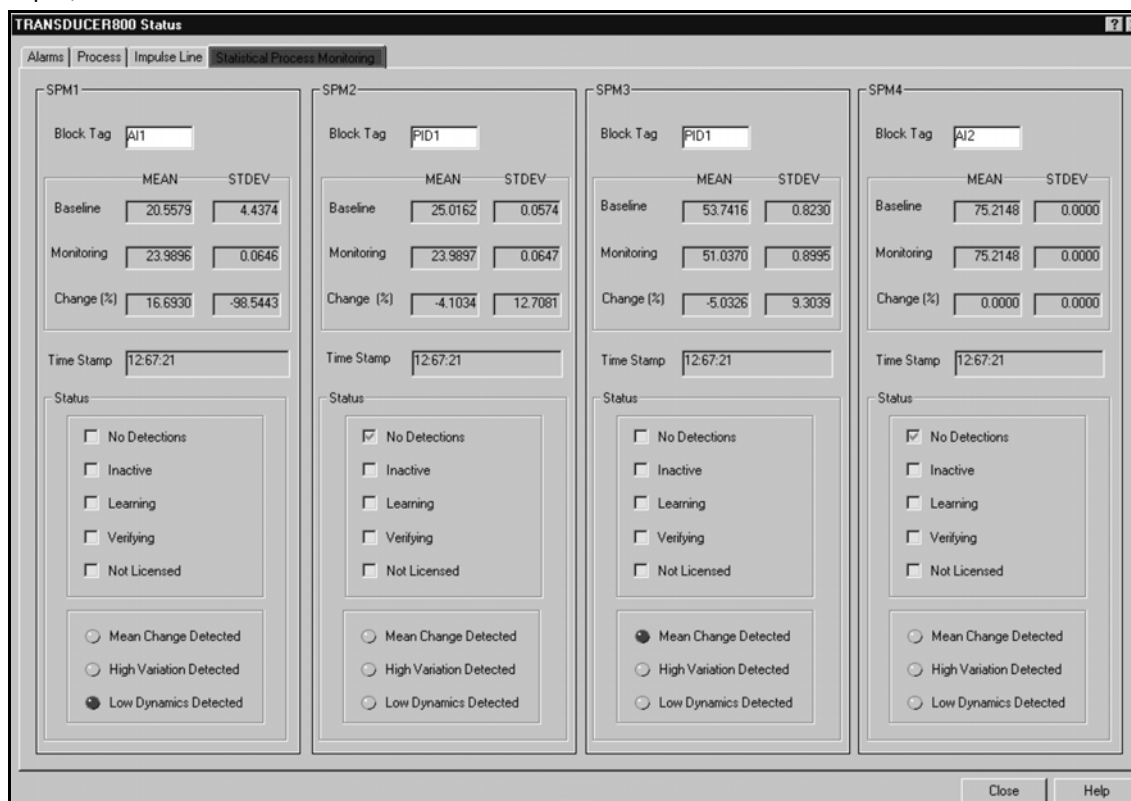 TRANSDUCER800 Status
?
Alarms Process Impulse Line Statistical Process Monitoring
SPM1
Block Tag AI1
MEAN STDEV
Baseline 20.5579 4.4374
Monitoring 23.9896 0.0646
Change (%) 16.6930 -98.5443
Time Stamp 12:67:21
Status
No Detections
Inactive
Learning
Verifying
Not Licensed
Mean Change Detected
High Variation Detected
Low Dynamics Detected
SPM2
Block Tag PID1
MEAN STDEV
Baseline 25.0162 0.0574
Monitoring 23.9897 0.0647
Change (%) -4.1034 12.7081
Time Stamp 12:67:21
Status
No Detections
Inactive
Learning
Verifying
Not Licensed
Mean Change Detected
High Variation Detected
Low Dynamics Detected
SPM3
Block Tag PID1
MEAN STDEV
Baseline 53.7416 0.8230
Monitoring 51.0370 0.8995
Change (%) -5.0326 9.3039
Time Stamp 12:67:21
Status
No Detections
Inactive
Learning
Verifying
Not Licensed
Mean Change Detected
High Variation Detected
Low Dynamics Detected
SPM4
Block Tag AI2
MEAN STDEV
Baseline 75.2148 0.0000
Monitoring 75.2148 0.0000
Change (%) 0.0000 0.0000
Time Stamp 12:67:21
Status
No Detections
Inactive
Learning
Verifying
Not Licensed
Mean Change Detected
High Variation Detected
Low Dynamics Detected
Close Help